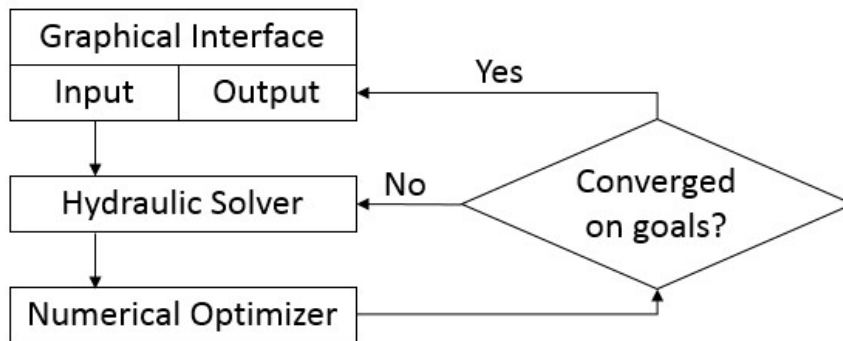 Graphical Interface
Input
Output
Yes
Hydraulic Solver
No
Converged
on goals?
Numerical Optimizer